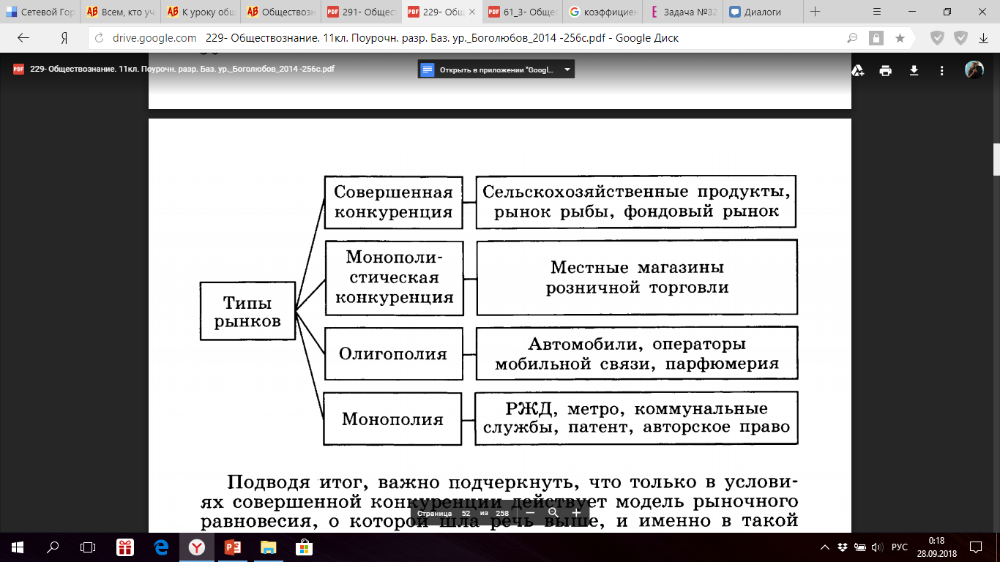 Сетевой Гор
Всем, кто уч
К уроку общ
Обществозн
291- Общест
229- Общ
61_3- Общес
коэффициен
Задача №32
Диалоги
drive.google.com 229- Обществознание. 11кл. Поурочн. разр. Баз. ур._Боголюбов_2014 -256с.pdf - Google Диск
229- Обществознание. 11кл. Поурочн. разр. Баз. ур._Боголюбов_2014 -256с.pdf
Открыть в приложении "Googl...
Типы
рынков
Совершенная
конкуренция
Сельскохозяйственные продукты,
рынок рыбы, фондовый рынок
Монополи-
стическая
конкуренция
Местные магазины
розничной торговли
Олигополия
Автомобили, операторы
мобильной связи, парфюмерия
Монополия
РЖД, метро, коммунальные
службы, патент, авторское право
Подводя итог, важно подчеркнуть, что только в услови-
ях совершенной конкуренции действует модель рыночного
равновесия, о которой шла речь выше, и именно в такой
Страница 52 из 258
РУС
0:18
28.09.2018